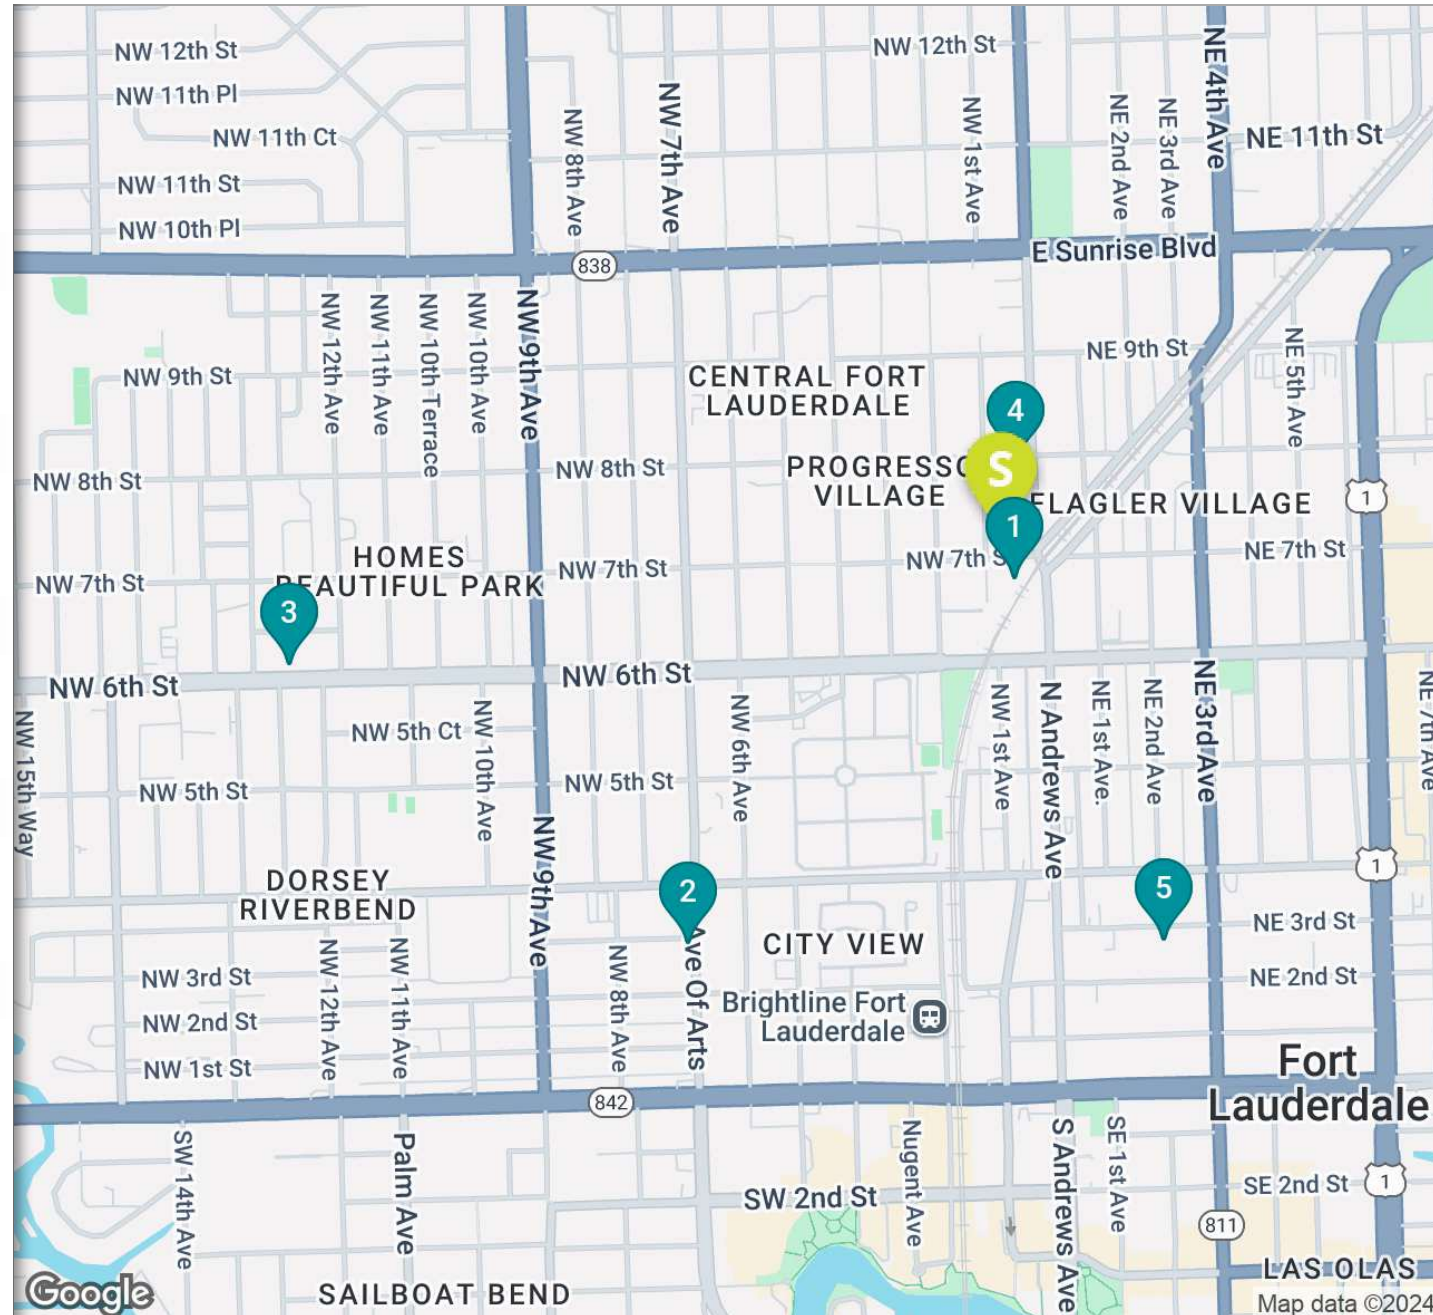 NW 12th St
NW 12th St
NE 4th Ave
NW 11th Pl
NW 7th Ave
NW 8th Ave
NW 1st Ave
NE 2nd Ave
NE 3rd Ave
NE 11th St
NW 11th Ct
NW 11th St
NW 10th Pl
E Sunrise Blvd
838
NW 12th Ave
NW 11th Ave
NW 10th Terrace
NW 10th Ave
NW 9th Ave
NE 9th St
NE 5th Ave
NW 9th St
CENTRAL FORT
LAUDERDALE
4
NW 8th St
NW 8th St
PROGRESSO
VILLAGE
S
FLAGLER VILLAGE
1
1
HOMES
BEAUTIFUL PARK
NW 7th St
NW 7th St
NW 7th St
NE 7th St
3
NW 6th St
NW 6th St
NW 15th Way
NW 5th Ct
NW 10th Ave
NW 6th Ave
NW 1st Ave
N Andrews Ave
NE 1st Ave.
NE 2nd Ave
NE 3rd Ave
NE 7th Ave
NW 5th St
NW 5th St
NW 9th Ave
1
DORSEY
RIVERBEND
2
5
Ave Of Arts
CITY VIEW
NE 3rd St
NW 3rd St
NW 12th Ave
NW 11th Ave
NW 8th Ave
NE 2nd St
NW 2nd St
Brightline Fort
Lauderdale
NW 1st St
Fort
Lauderdale
842
SW 14th Ave
Palm Ave
Nugent Ave
S Andrews Ave
SE 1st Ave
SW 2nd St
SE 2nd St
1
811
LAS OLAS
SAILBOAT BEND
Google
Map data ©2024